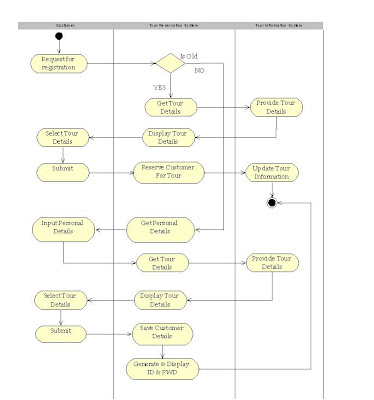 Customer
Tour Reservation System
Tour Information System
Request for
registration
Is Old
NO
YES
Get Tour
Details
Provide Tour
Details
Select Tour
Details
Display Tour
Details
Submit
Reserve Customer
For Tour
Update Tour
Information
Input Personal
Details
Get Personal
Details
Get Tour
Details
Provide Tour
Details
Select Tour
Details
Display Tour
Details
Submit
Save Customer
Details
Generate & Display
ID & PWD